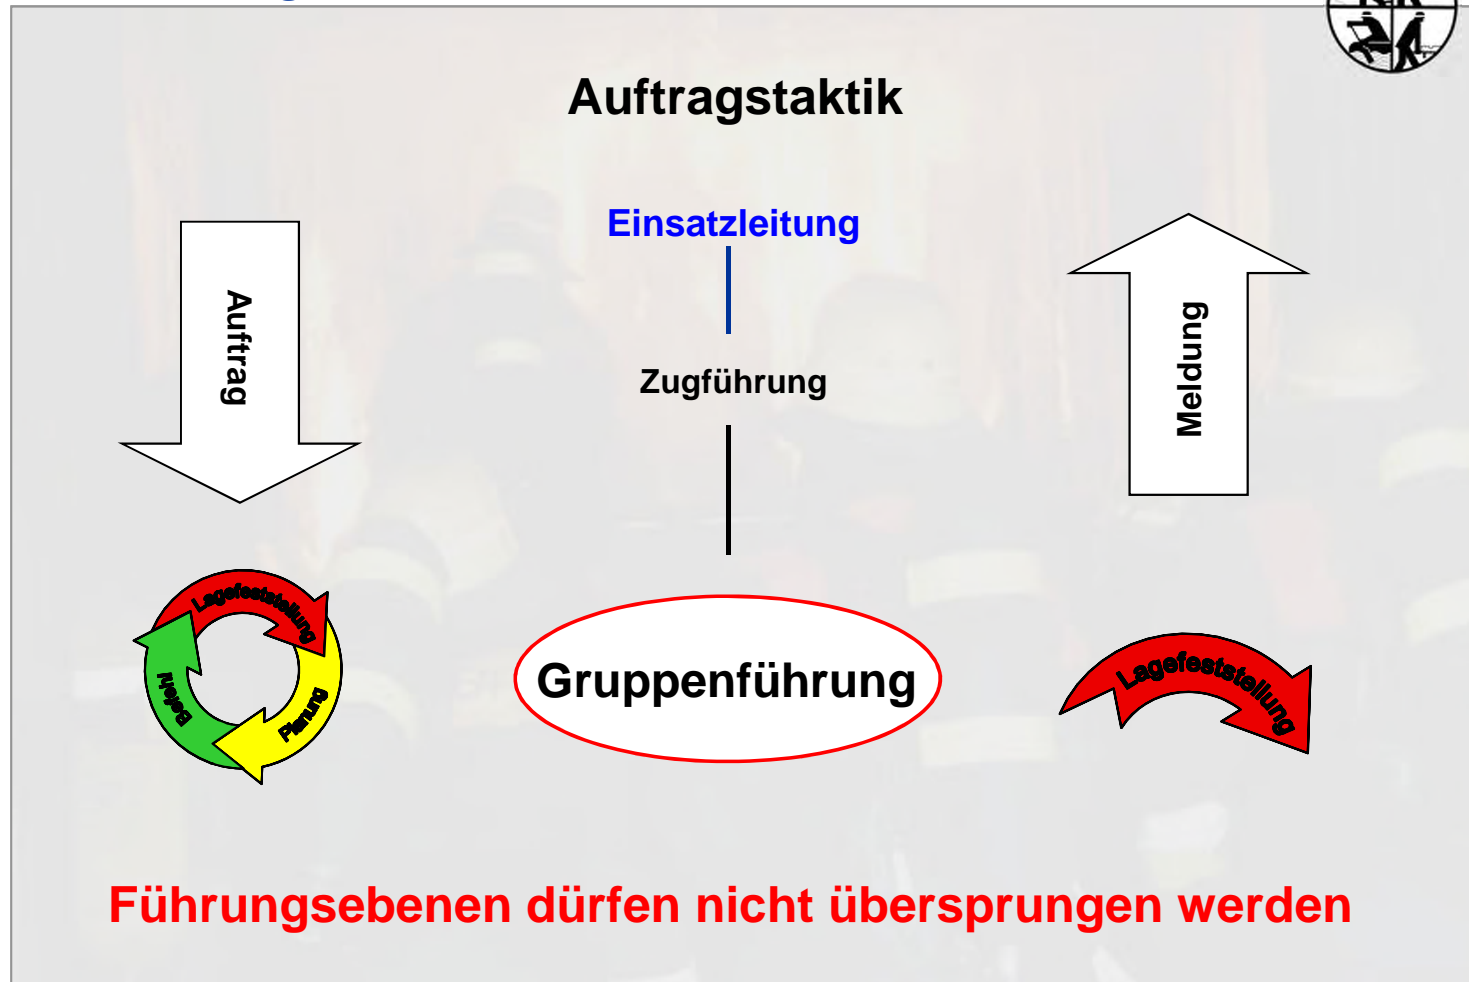 Auftragstaktik
Einsatzleitung
Auftrag
Meldung
Zugführung
Lagefeststellung
Befehl
Planung
Gruppenführung
Lagefeststellung
Führungsebenen dürfen nicht übersprungen werden